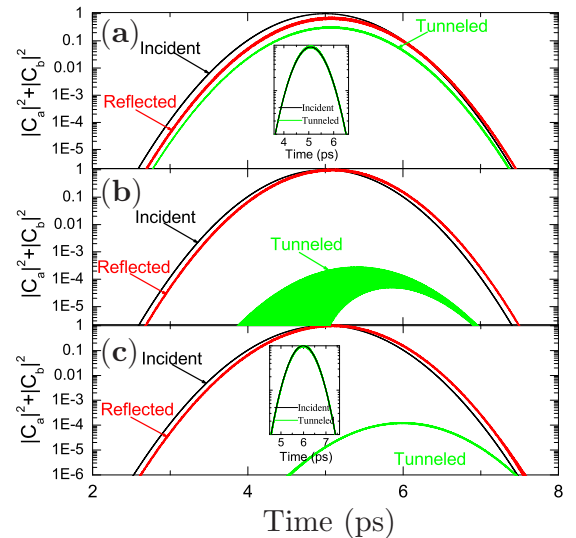 (a)
Incident
Reflected
Tunneled
Incident
Tunneled
4 5 6
Time (ps)
|C_a|^2+|C_b|^2
1
0.1
0.01
1E-3
1E-4
1E-5
1
(b)
Incident
Reflected
Tunneled
|C_a|^2+|C_b|^2
0.1
0.01
1E-3
1E-4
1E-5
1
(c)
Incident
Reflected
Tunneled
Incident
Tunneled
5 6 7
Time (ps)
|C_a|^2+|C_b|^2
0.1
0.01
1E-3
1E-4
1E-5
1E-6
2 4 6 8
Time (ps)